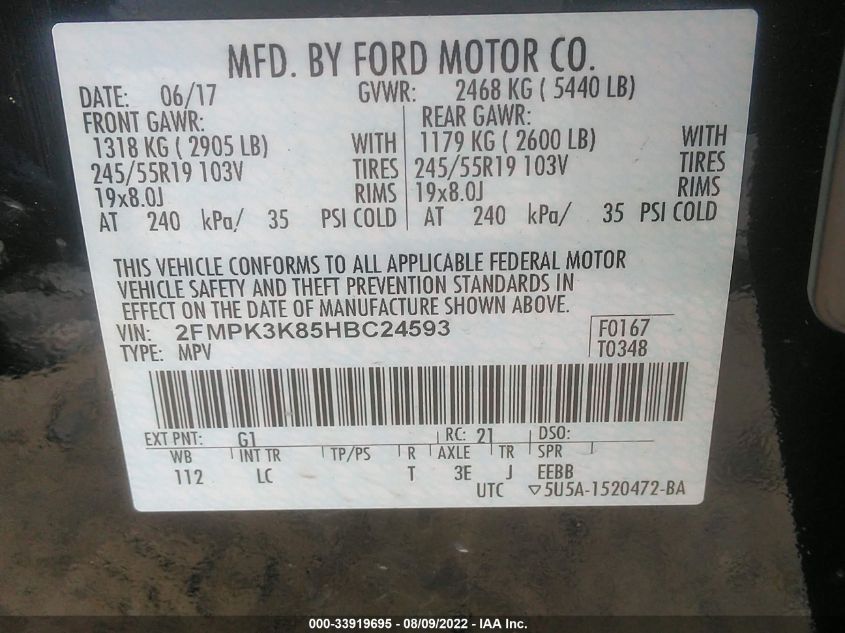 MFD. BY FORD MOTOR CO.
DATE: 06/17 GVWR: 2468 KG ( 5440 LB)
FRONT GAWR: REAR GAWR:
1318 KG ( 2905 LB) WITH 1179 KG ( 2600 LB) WITH
245/55R19 103V TIRES 245/55R19 103V TIRES
19x8.0J RIMS 19x8.0J RIMS
AT 240 kPa/ 35 PSI COLD AT 240 kPa/ 35 PSI COLD
THIS VEHICLE CONFORMS TO ALL APPLICABLE FEDERAL MOTOR
VEHICLE SAFETY AND THEFT PREVENTION STANDARDS IN
EFFECT ON THE DATE OF MANUFACTURE SHOWN ABOVE.
VIN: 2FMPK3K85HBC24593 F0167
TYPE: MPV T0348
EXT PNT: G1 RC: 21 DSO:
WB INT TR TP/PS R AXLE TR SPR
112 LC T 3E J EEBB
UTC ▽5U5A-1520472-BA
000-33919695 - 08/09/2022 - IAA Inc.